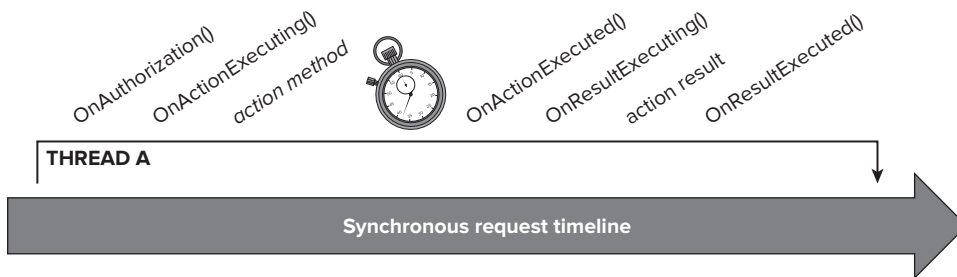 OnAuthorization()
OnActionExecuting()
action method
OnActionExecuted()
OnResultExecuting()
action result
OnResultExecuted()
THREAD A
Synchronous request timeline